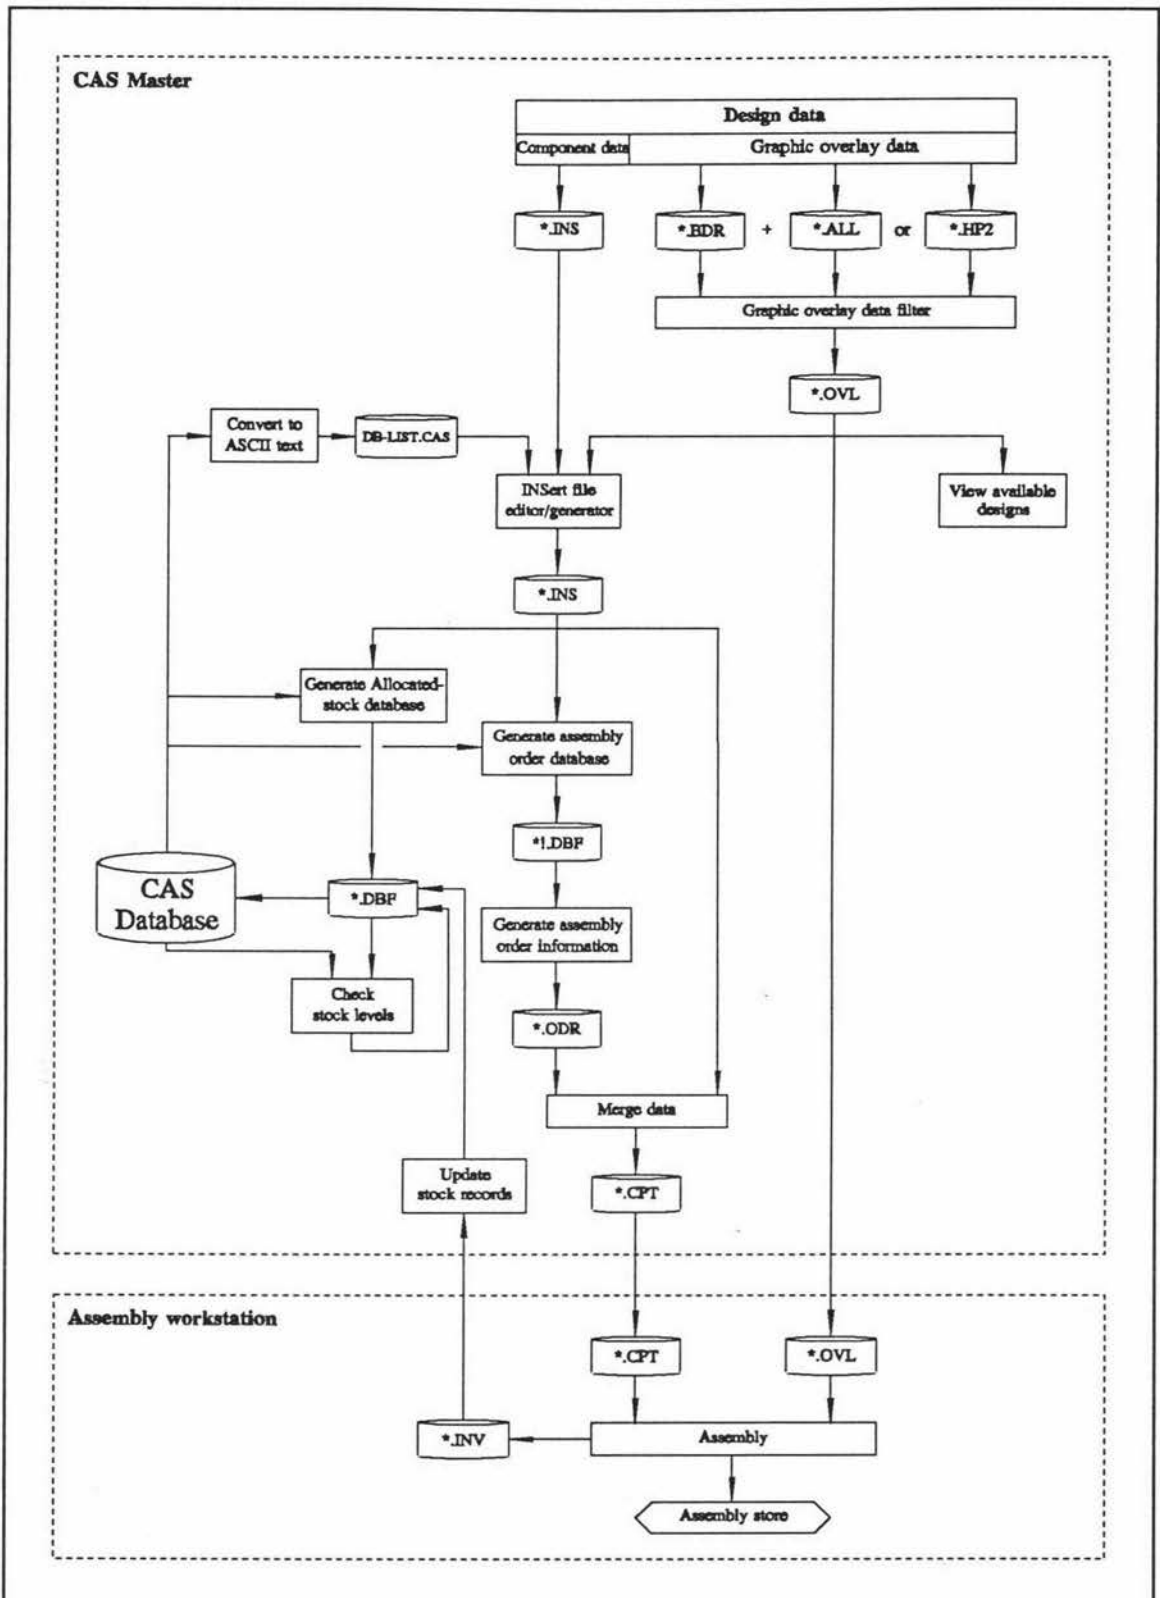 CAS Master
Design data
Component data
Graphic overlay data
*.INS
*.BDR
+
*.ALL
or
*.HP2
Graphic overlay data filter
*.OVL
Convert to
ASCII text
DB-LIST.CAS
INSert file
editor/generator
View available
designs
*.INS
Generate Allocated-
stock database
Generate assembly
order database
*!.DBF
CAS
Database
*.DBF
Generate assembly
order information
Check
stock levels
*.ODR
Merge data
Update
stock records
*.CPT
Assembly workstation
*.CPT
*.OVL
*.INV
Assembly
Assembly store